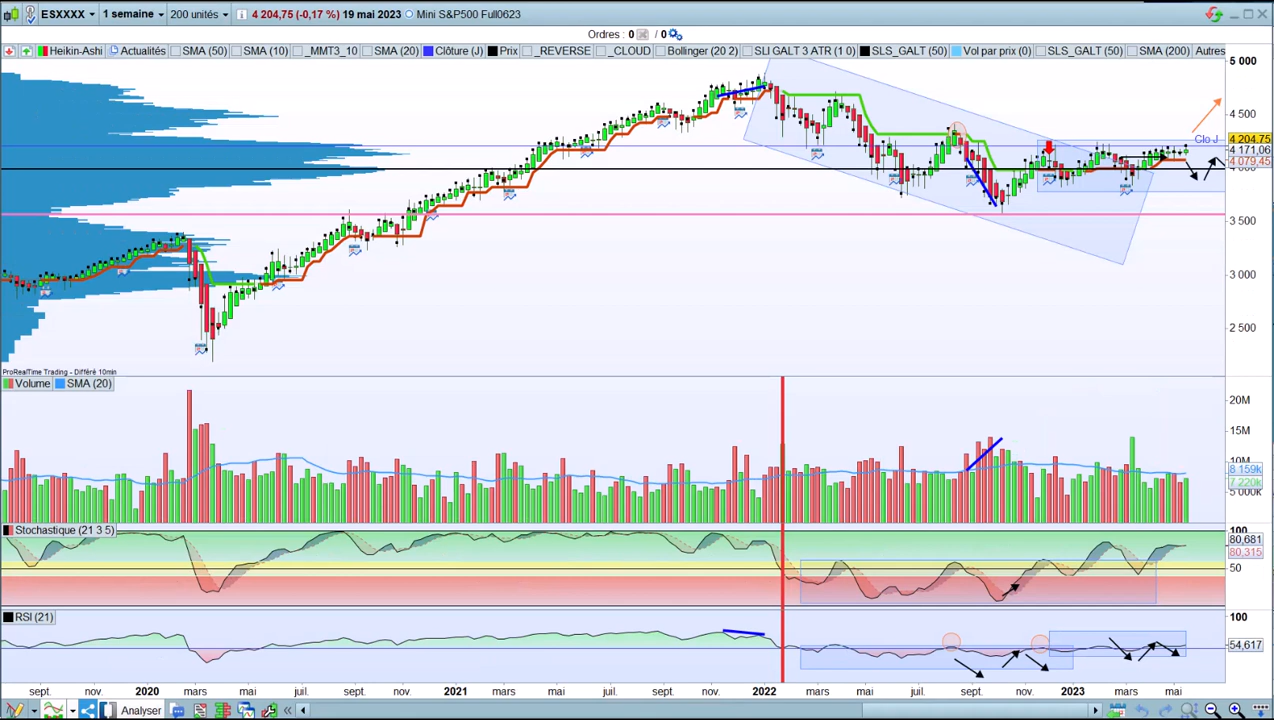 ESXXXX 1 semaine 200 unités 4 204,75 (-0,17 %) 19 mai 2023 Mini S&P500 Full0623
Ordres : 0 / 0
Heikin-Ashi Actualités SMA (50) SMA (10) _MMT3_10 SMA (20) Clôture (J) Prix _REVERSE _CLOUD Bollinger (20 2) SLI GALT 3 ATR (1 0) SLS_GALT (50) Vol par prix (0) SLS_GALT (50) SMA (200) Autres
5 000
4 500
Clo J 4 204,75
4 171,06
4 079,45
3 500
3 000
2 500
ProRealTime Trading - Différé 10min
Volume SMA (20)
20M
15M
10M
8.159k
7.220k
5 000k
Stochastique (21 3 5) 100
80,681
80,315
50
RSI (21) 100
54,617
sept. nov. 2020 mars mai juil. sept. nov. 2021 mars mai juil. sept. nov. 2022 mars mai juil. sept. nov. 2023 mars mai
Analyser